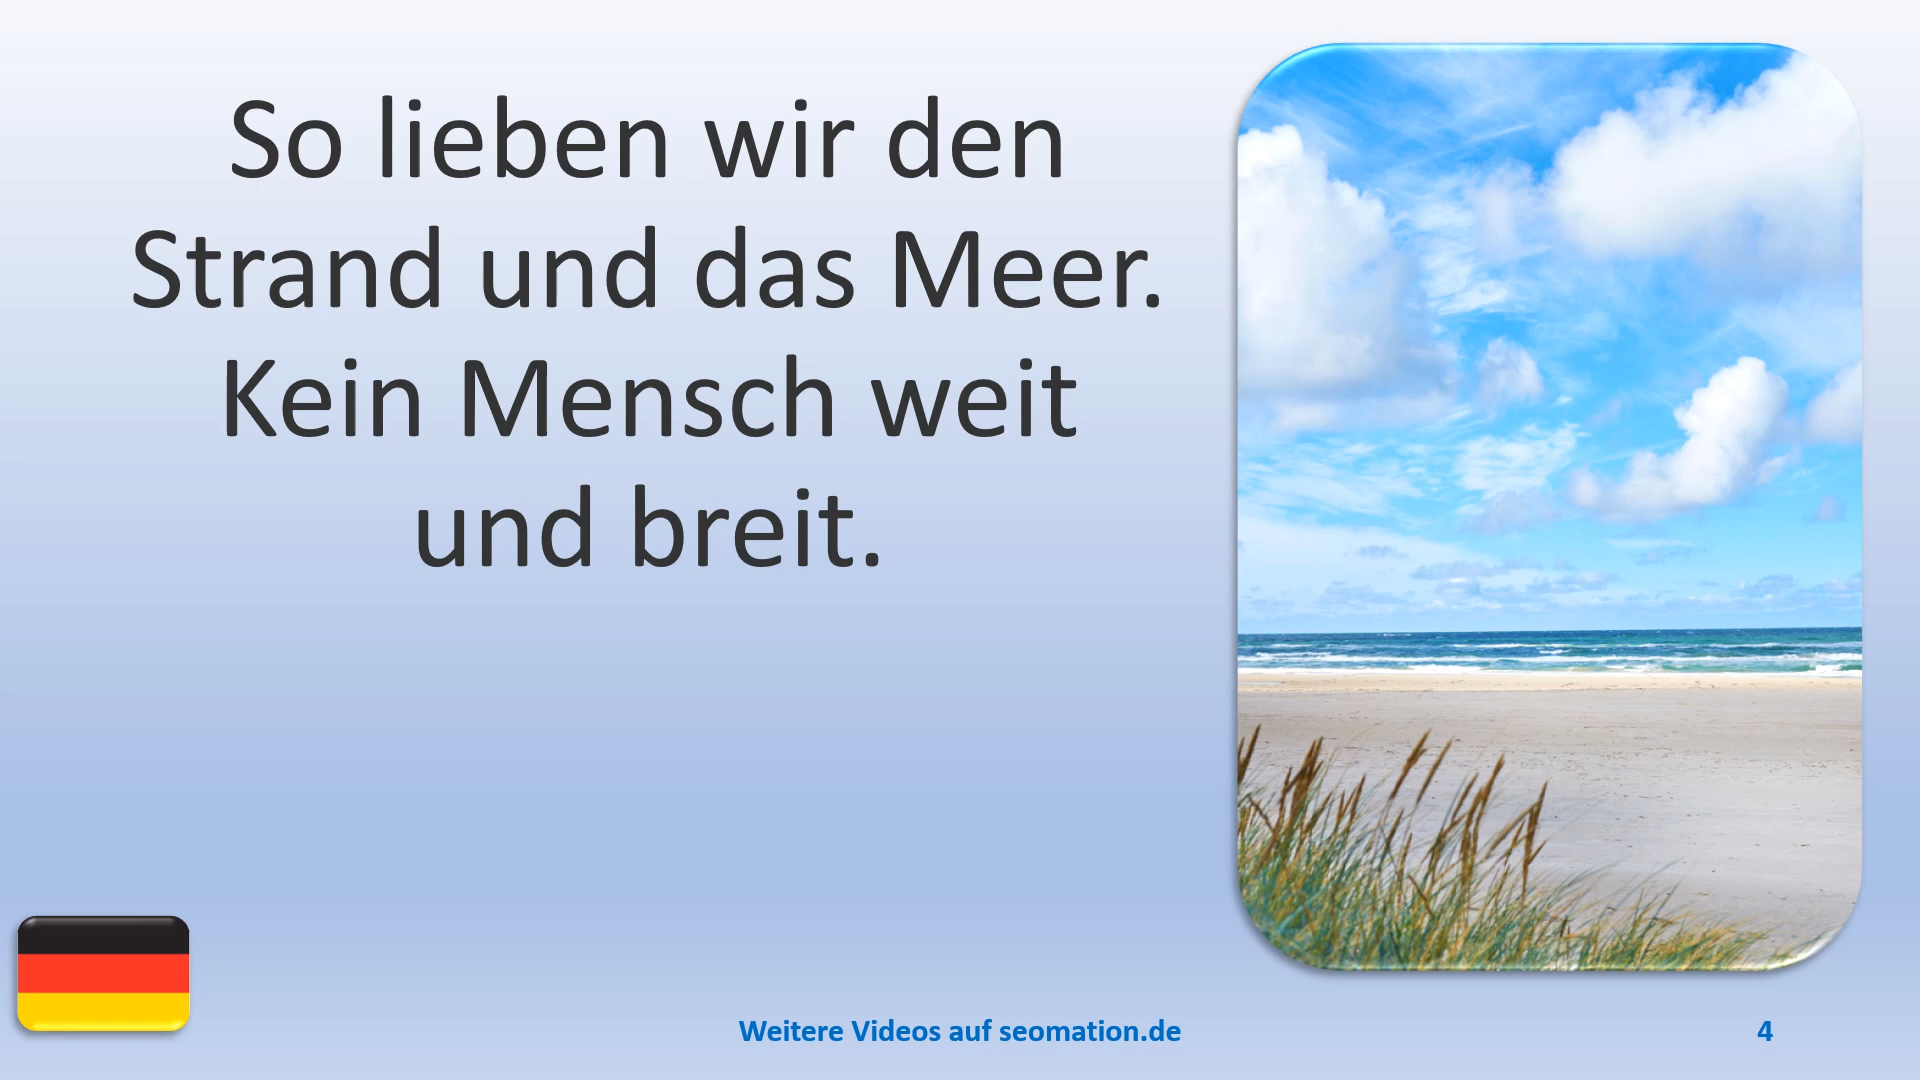 So lieben wir den
Strand und das Meer.
Kein Mensch weit
und breit.
Weitere Videos auf seomation.de
4